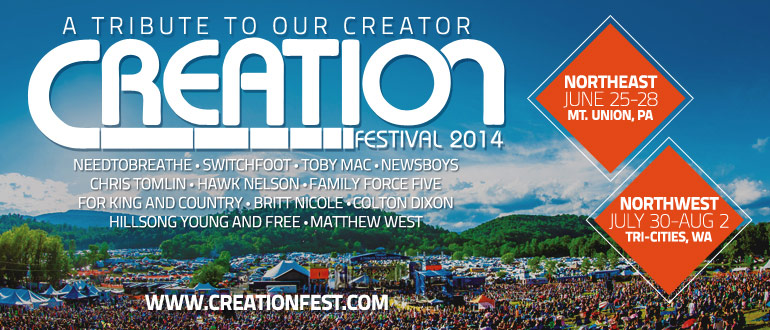 A TRIBUTE TO OUR CREATOR
CREATION
FESTIVAL 2014
NEEDTOBREATHE • SWITCHFOOT • TOBY MAC • NEWSBOYS
CHRIS TOMLIN • HAWK NELSON • FAMILY FORCE FIVE
FOR KING AND COUNTRY • BRITT NICOLE • COLTON DIXON
HILLSONG YOUNG AND FREE • MATTHEW WEST
WWW.CREATIONFEST.COM
NORTHEAST
JUNE 25-28
MT. UNION, PA
NORTHWEST
JULY 30-AUG 2
TRI-CITIES, WA